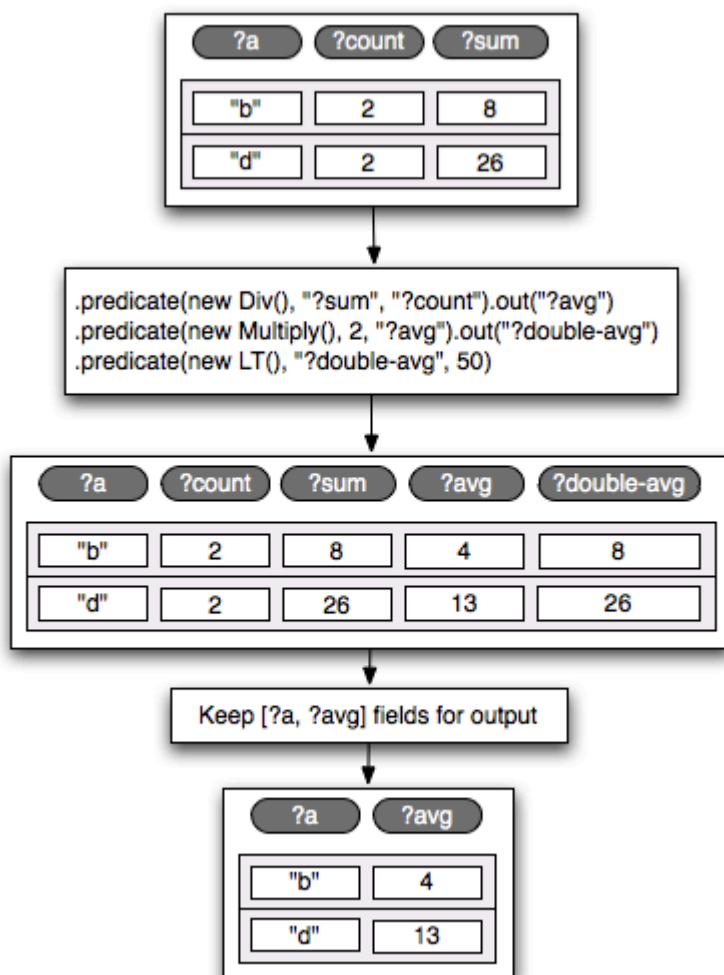 ?a ?count ?sum
"b" 2 8
"d" 2 26
.predicate(new Div(), "?sum", "?count").out("?avg")
.predicate(new Multiply(), 2, "?avg").out("?double-avg")
.predicate(new LT(), "?double-avg", 50)
?a ?count ?sum ?avg ?double-avg
"b" 2 8 4 8
"d" 2 26 13 26
Keep [?a, ?avg] fields for output
?a ?avg
"b" 4
"d" 13